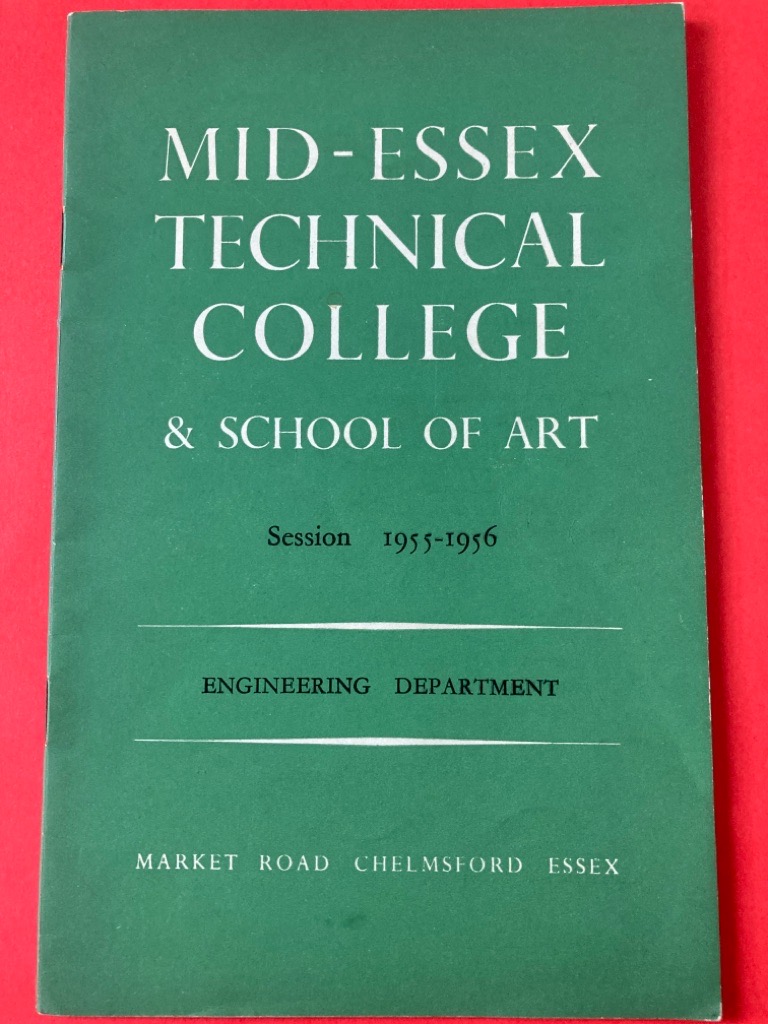 MID-ESSEX
TECHNICAL
COLLEGE
& SCHOOL OF ART
Session 1955-1956
ENGINEERING DEPARTMENT
MARKET ROAD CHELMSFORD ESSEX